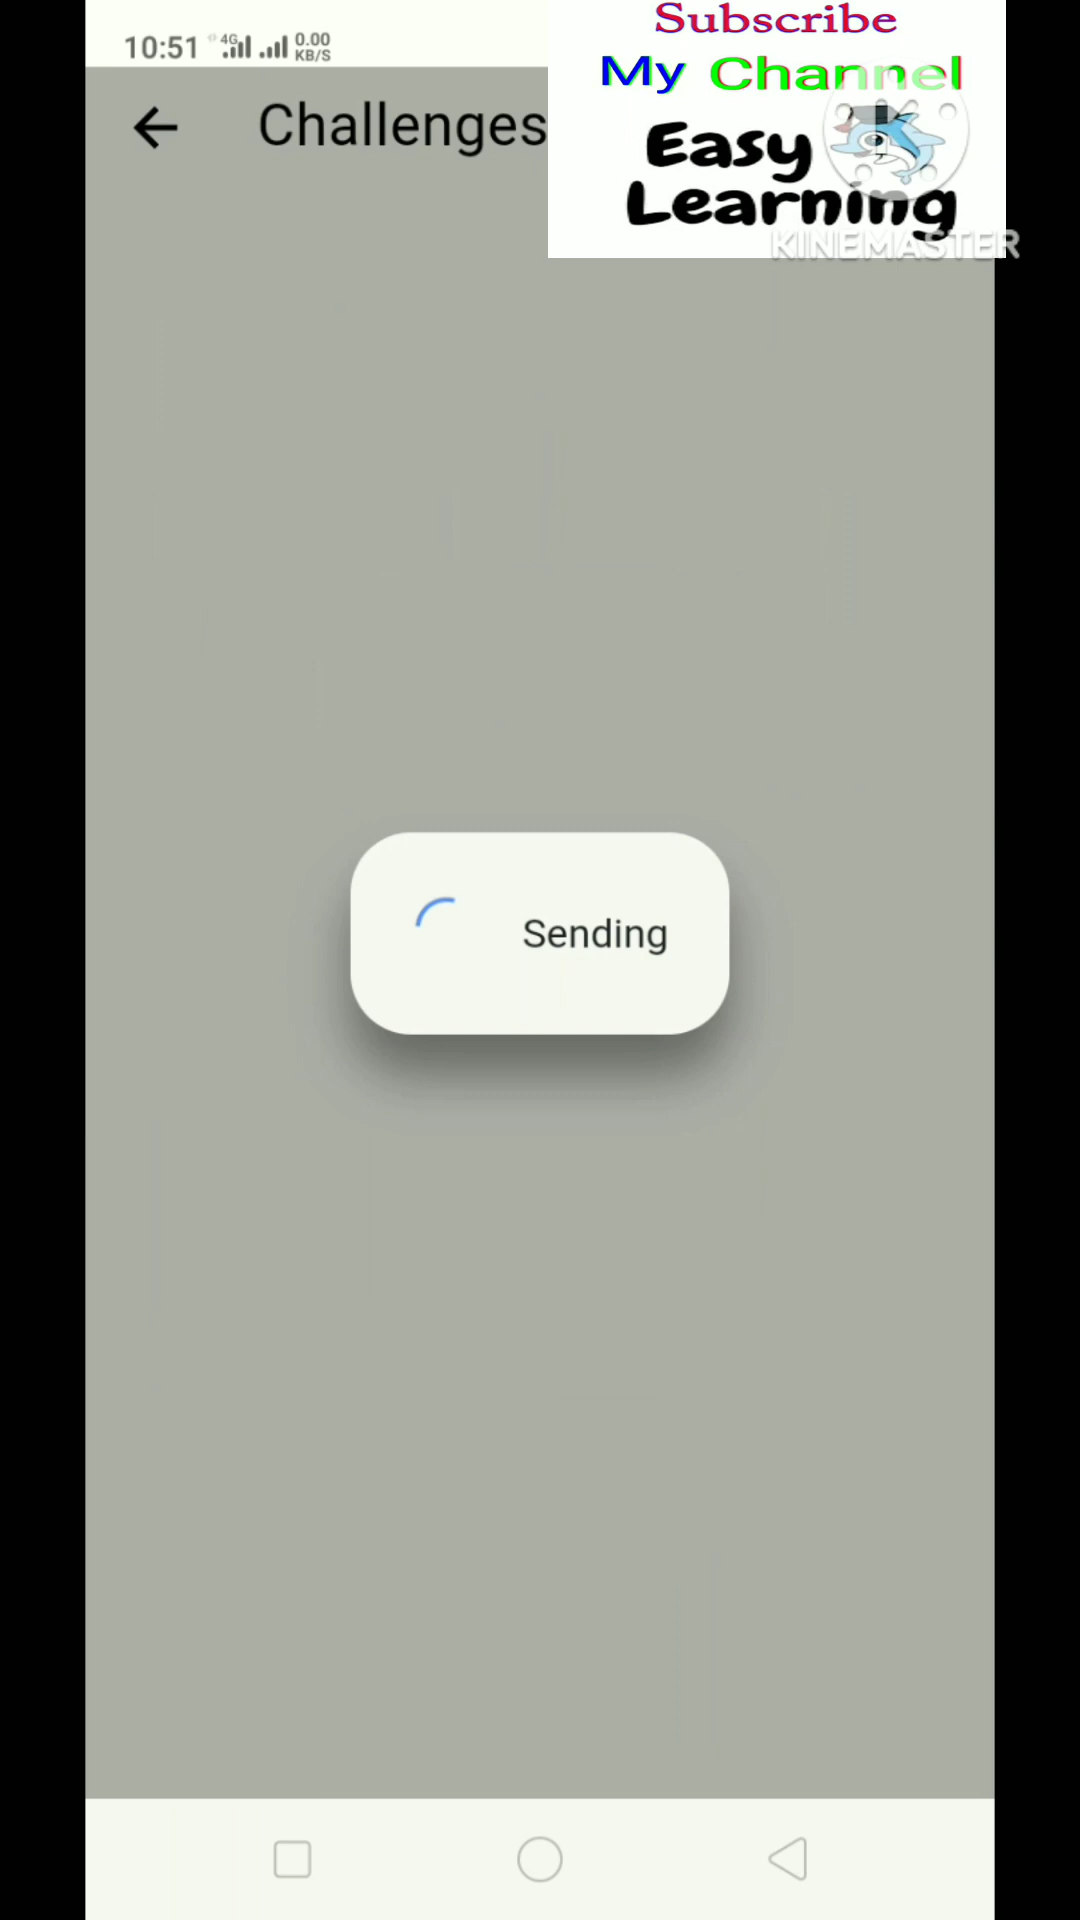 Subscribe
My Channel
10:51 4G 0.00 KB/S
Challenges
Easy
Learning
KINEMASTER
Sending